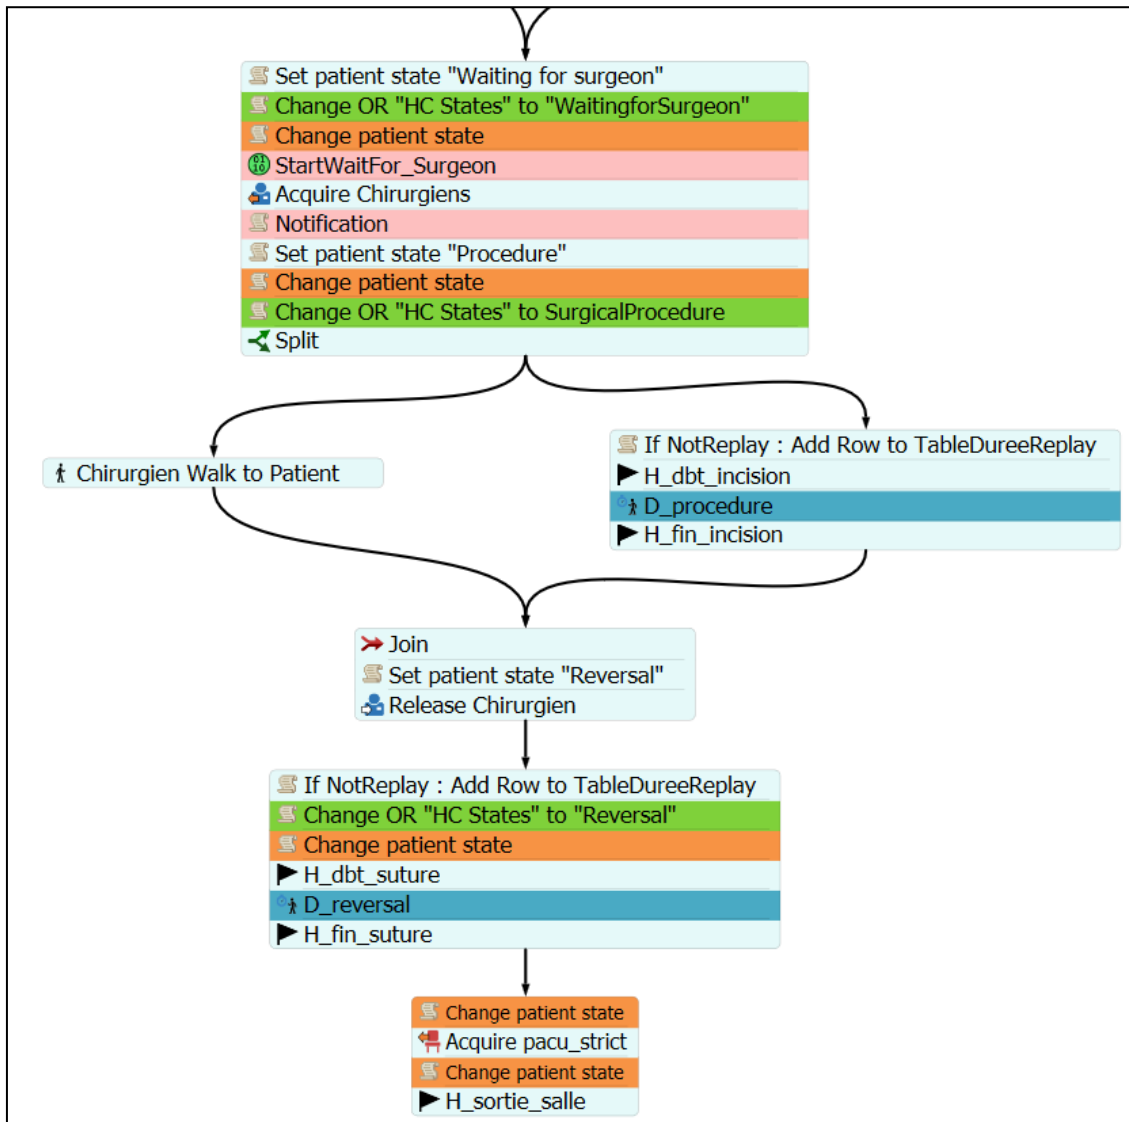 Set patient state "Waiting for surgeon"
Change OR "HC States" to "WaitingforSurgeon"
Change patient state
StartWaitFor_Surgeon
Acquire Chirurgiens
Notification
Set patient state "Procedure"
Change patient state
Change OR "HC States" to SurgicalProcedure
Split
Chirurgien Walk to Patient
If NotReplay : Add Row to TableDureeReplay
H_dbt_incision
D_procedure
H_fin_incision
Join
Set patient state "Reversal"
Release Chirurgien
If NotReplay : Add Row to TableDureeReplay
Change OR "HC States" to "Reversal"
Change patient state
H_dbt_suture
D_reversal
H_fin_suture
Change patient state
Acquire pacu_strict
Change patient state
H_sortie_salle